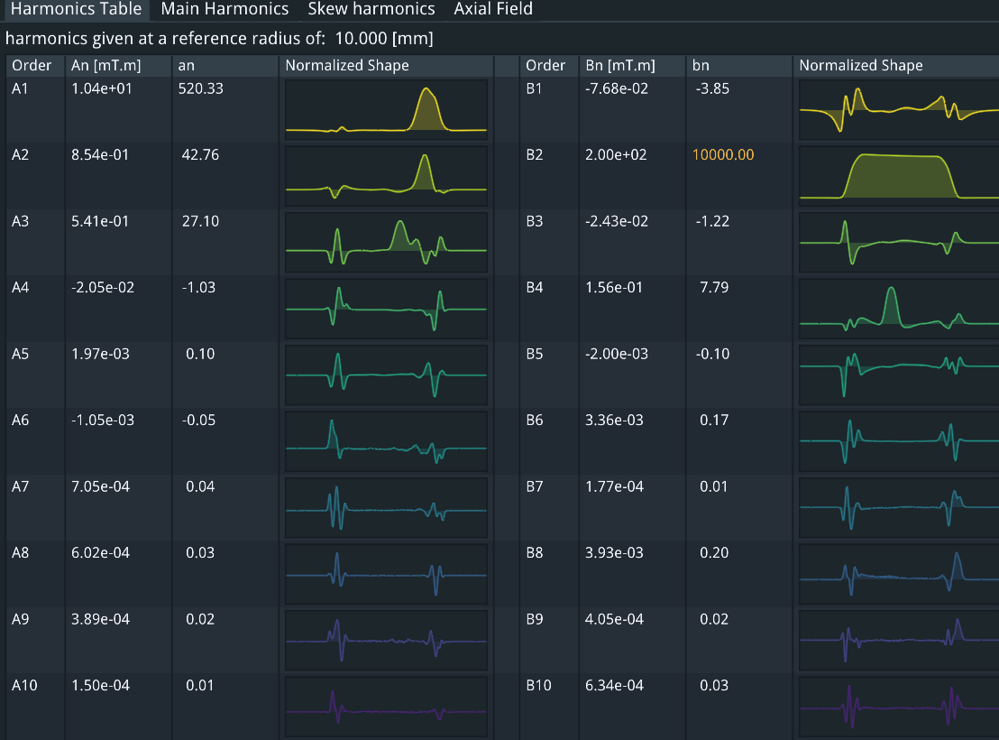 Harmonics Table Main Harmonics Skew harmonics Axial Field
harmonics given at a reference radius of: 10.000 [mm]
Order An [mT.m] an Normalized Shape Order Bn [mT.m] bn Normalized Shape
A1 1.04e+01 520.33 B1 -7.68e-02 -3.85
A2 8.54e-01 42.76 B2 2.00e+02 10000.00
A3 5.41e-01 27.10 B3 -2.43e-02 -1.22
A4 -2.05e-02 -1.03 B4 1.56e-01 7.79
A5 1.97e-03 0.10 B5 -2.00e-03 -0.10
A6 -1.05e-03 -0.05 B6 3.36e-03 0.17
A7 7.05e-04 0.04 B7 1.77e-04 0.01
A8 6.02e-04 0.03 B8 3.93e-03 0.20
A9 3.89e-04 0.02 B9 4.05e-04 0.02
A10 1.50e-04 0.01 B10 6.34e-04 0.03